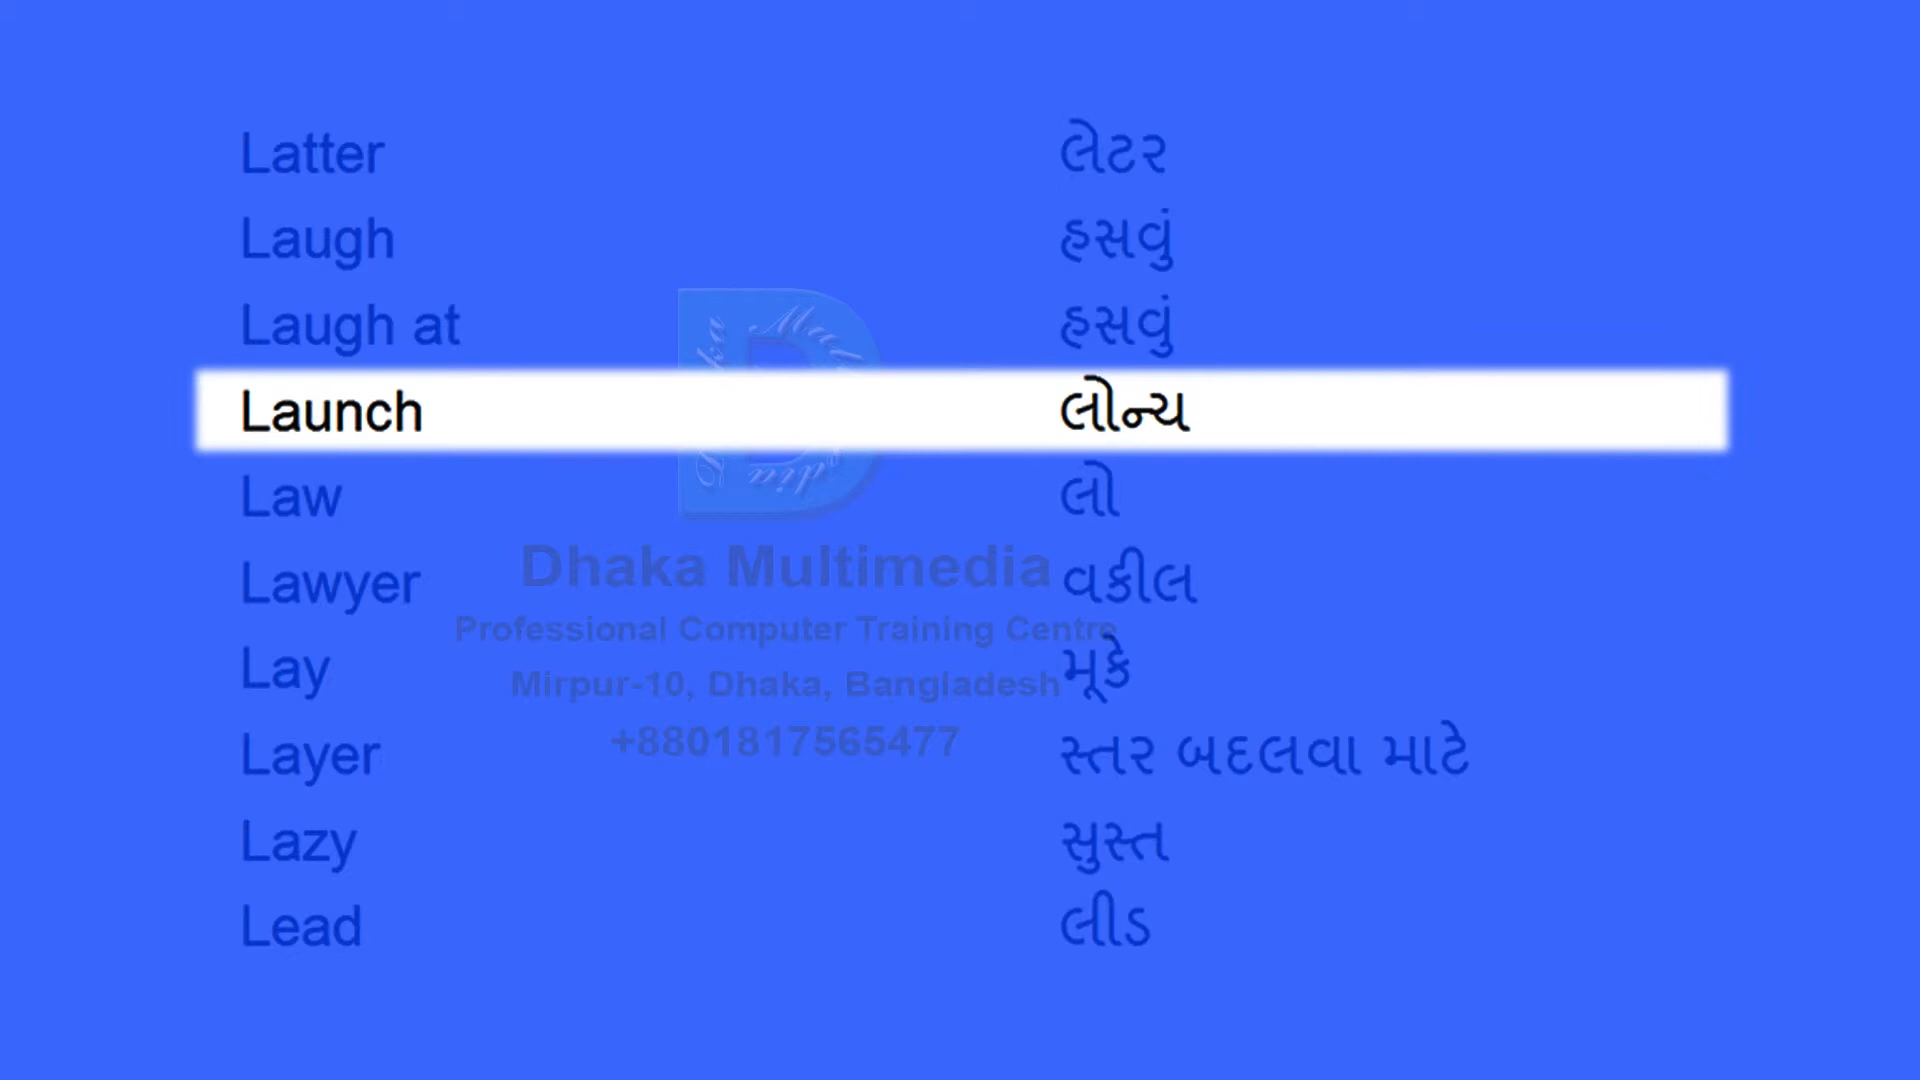 Latter લેટર
Laugh હસવું
Laugh at હસવું
Launch લોન્ચ
Law લો
Dhaka Multimedia
Lawyer વકીલ
Professional Computer Training Centre
Lay મૂકે
Mirpur-10, Dhaka, Bangladesh
+8801817565477
Layer સ્તર બદલવા માટે
Lazy સુસ્ત
Lead લીડ